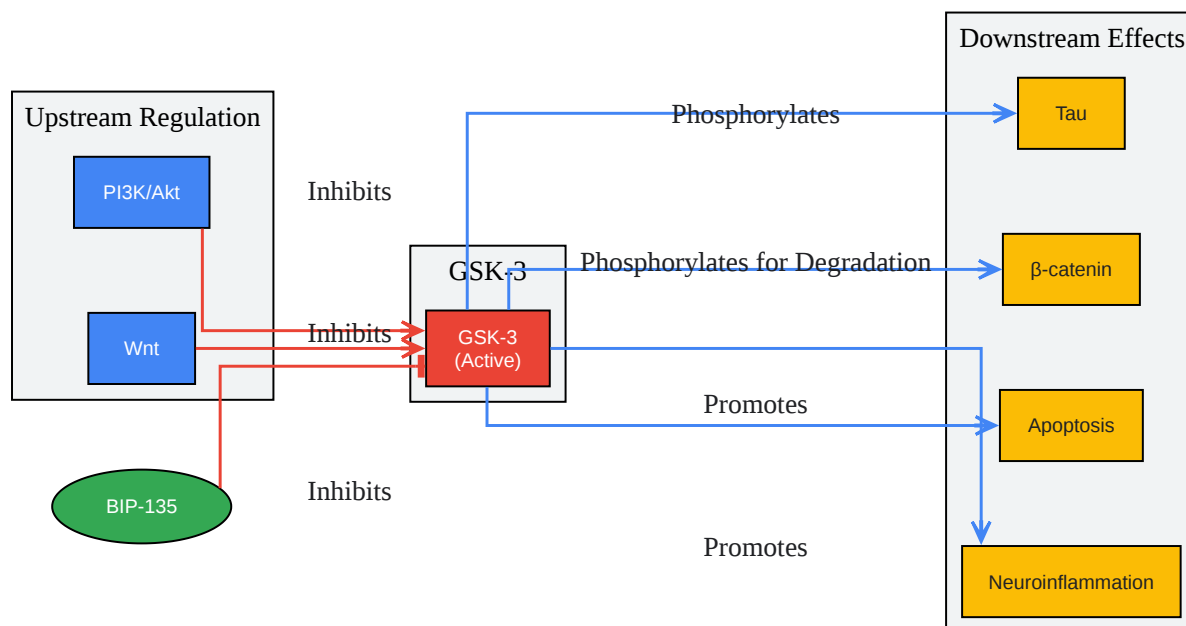 Downstream Effects
Upstream Regulation
Phosphorylates
Tau
PI3K/Akt
Inhibits
GSK-3
Phosphorylates for Degradation
β-catenin
Wnt
Inhibits
GSK-3
(Active)
Promotes
Apoptosis
BIP-135
Inhibits
Promotes
Neuroinflammation